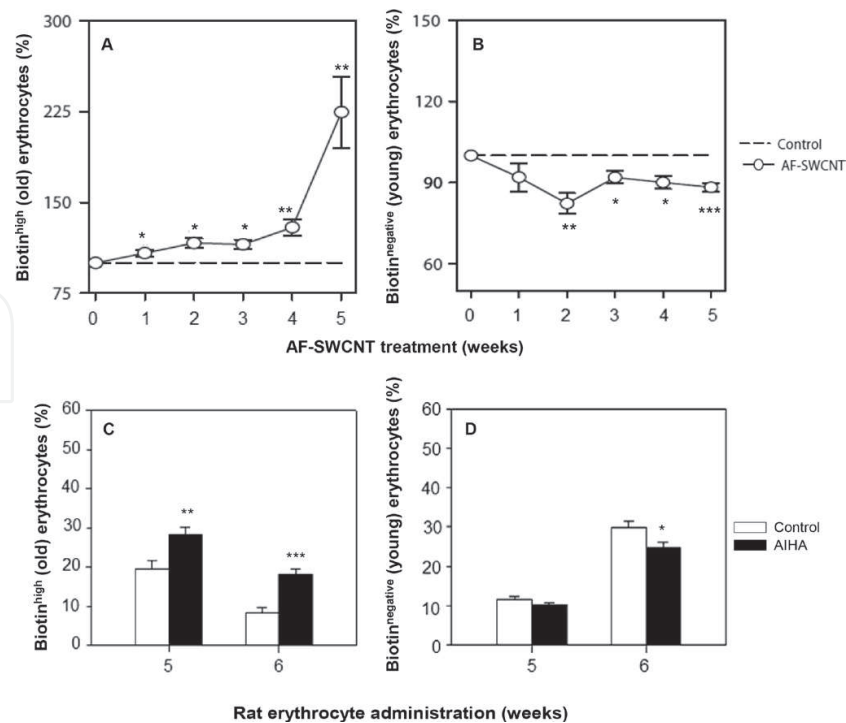 A
Biotinhigh (old) erythrocytes (%)
300
225
150
75
0 1 2 3 4 5
*
*
*
**
**
B
Biotinnegative (young) erythrocytes (%)
150
120
90
60
0 1 2 3 4 5
**
*
*
***
Control
AF-SWCNT
AF-SWCNT treatment (weeks)
C
Biotinhigh (old) erythrocytes (%)
60
50
40
30
20
10
0
**
***
5 6
D
Biotinnegative (young) erythrocytes (%)
60
50
40
30
20
10
0
*
5 6
Control
AIHA
Rat erythrocyte administration (weeks)